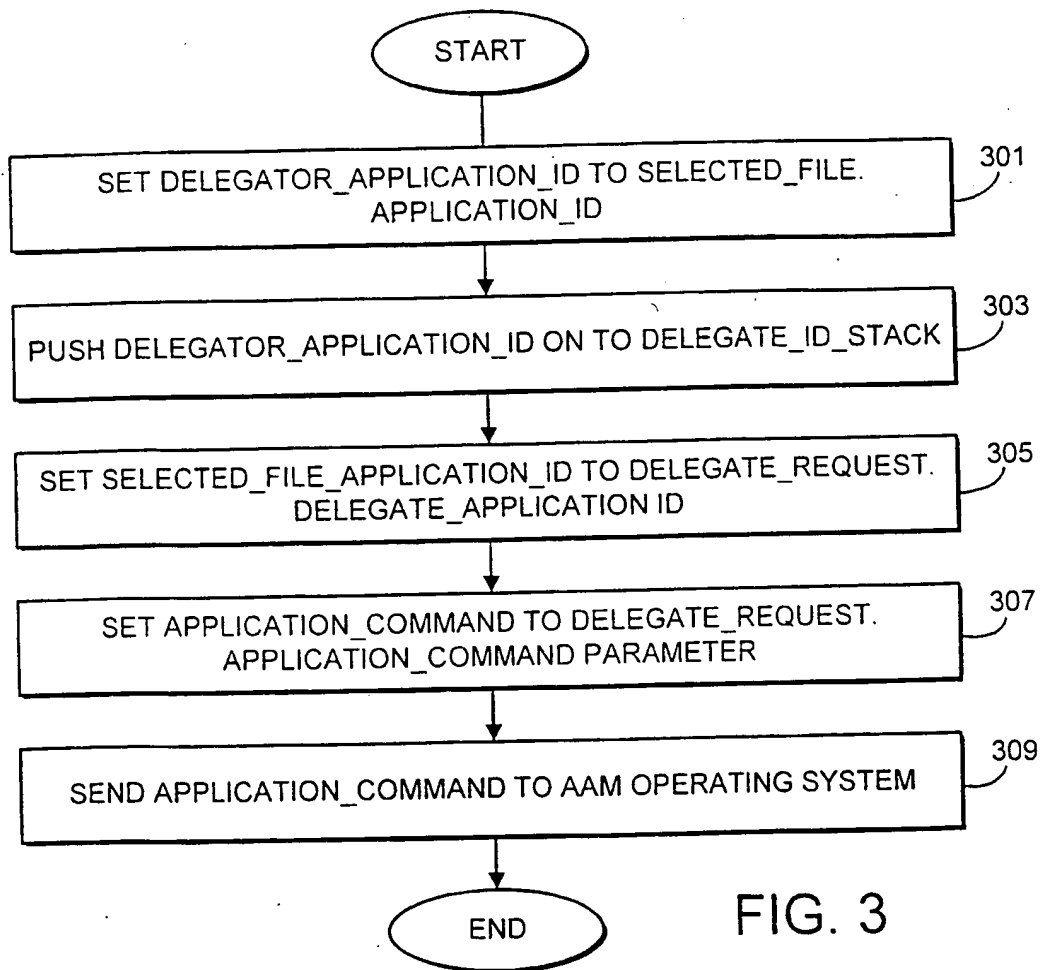 START
SET DELEGATOR_APPLICATION_ID TO SELECTED_FILE.
APPLICATION_ID
301
PUSH DELEGATOR_APPLICATION_ID ON TO DELEGATE_ID_STACK
303
SET SELECTED_FILE_APPLICATION_ID TO DELEGATE_REQUEST.
DELEGATE_APPLICATION ID
305
SET APPLICATION_COMMAND TO DELEGATE_REQUEST.
APPLICATION_COMMAND PARAMETER
307
SEND APPLICATION_COMMAND TO AAM OPERATING SYSTEM
309
END
FIG. 3